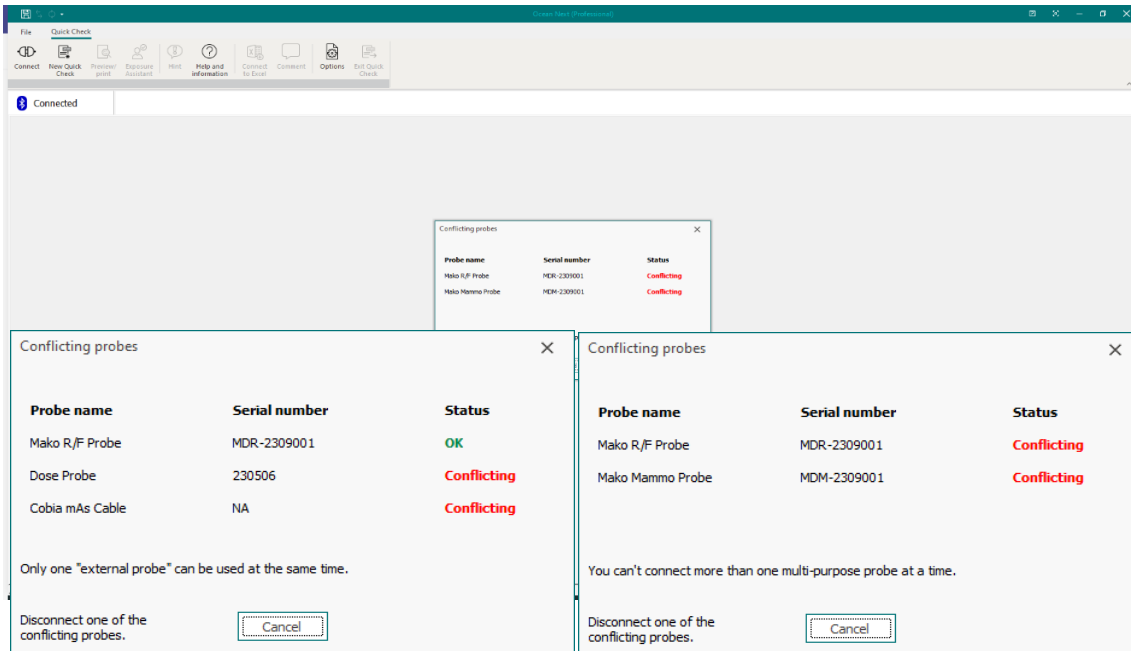 Ocean Next (Professional)
File Quick Check
Connect New Quick Check Preview/ print Exposure Assistant Hint Help and information Connect to Excel Comment Options Exit Quick Check
Connected
Conflicting probes
Probe name Serial number Status
Mako R/F Probe MDR-2309001 Conflicting
Mako Mammo Probe MDM-2309001 Conflicting
Conflicting probes
Probe name Serial number Status
Mako R/F Probe MDR-2309001 OK
Dose Probe 230506 Conflicting
Cobia mAs Cable NA Conflicting
Only one "external probe" can be used at the same time.
Disconnect one of the
conflicting probes.
Cancel
Conflicting probes
Probe name Serial number Status
Mako R/F Probe MDR-2309001 Conflicting
Mako Mammo Probe MDM-2309001 Conflicting
You can't connect more than one multi-purpose probe at a time.
Disconnect one of the
conflicting probes.
Cancel